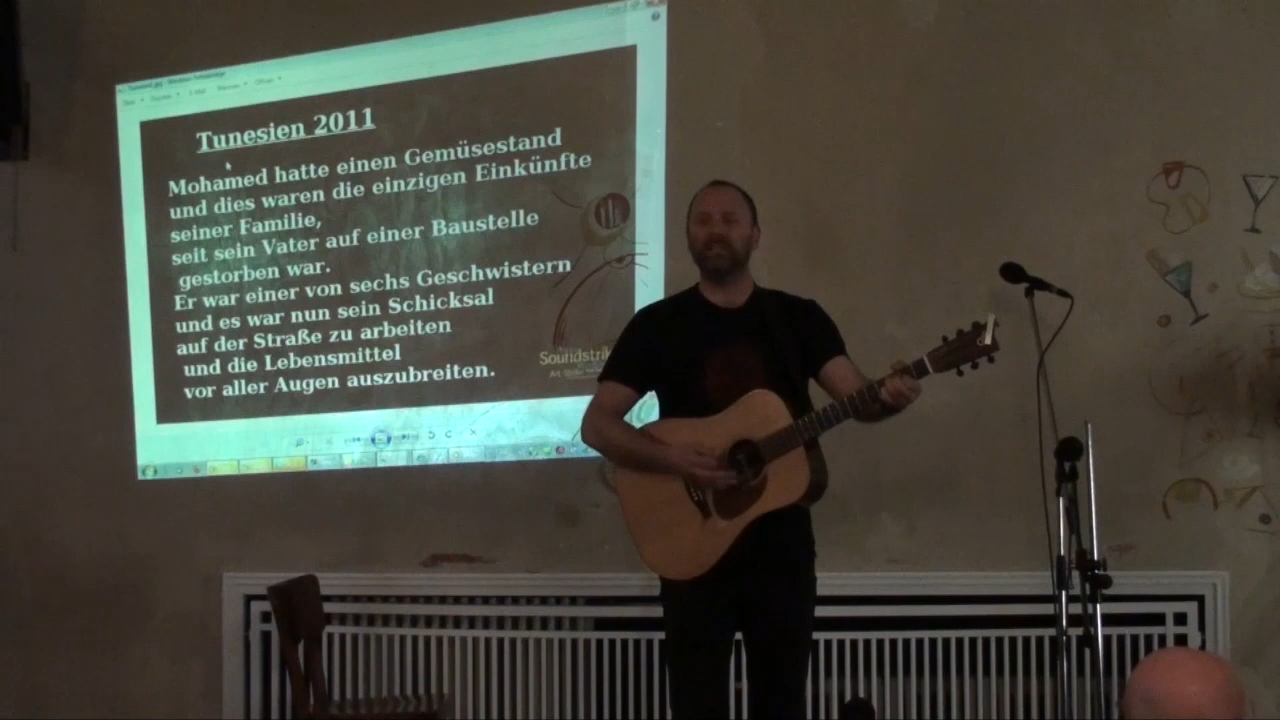 Tunesien 2011
Mohamed hatte einen Gemüsestand
und dies waren die einzigen Einkünfte
seiner Familie,
seit sein Vater auf einer Baustelle
gestorben war.
Er war einer von sechs Geschwistern
und es war nun sein Schicksal
auf der Straße zu arbeiten
und die Lebensmittel
vor aller Augen auszubreiten.
Soundstrik